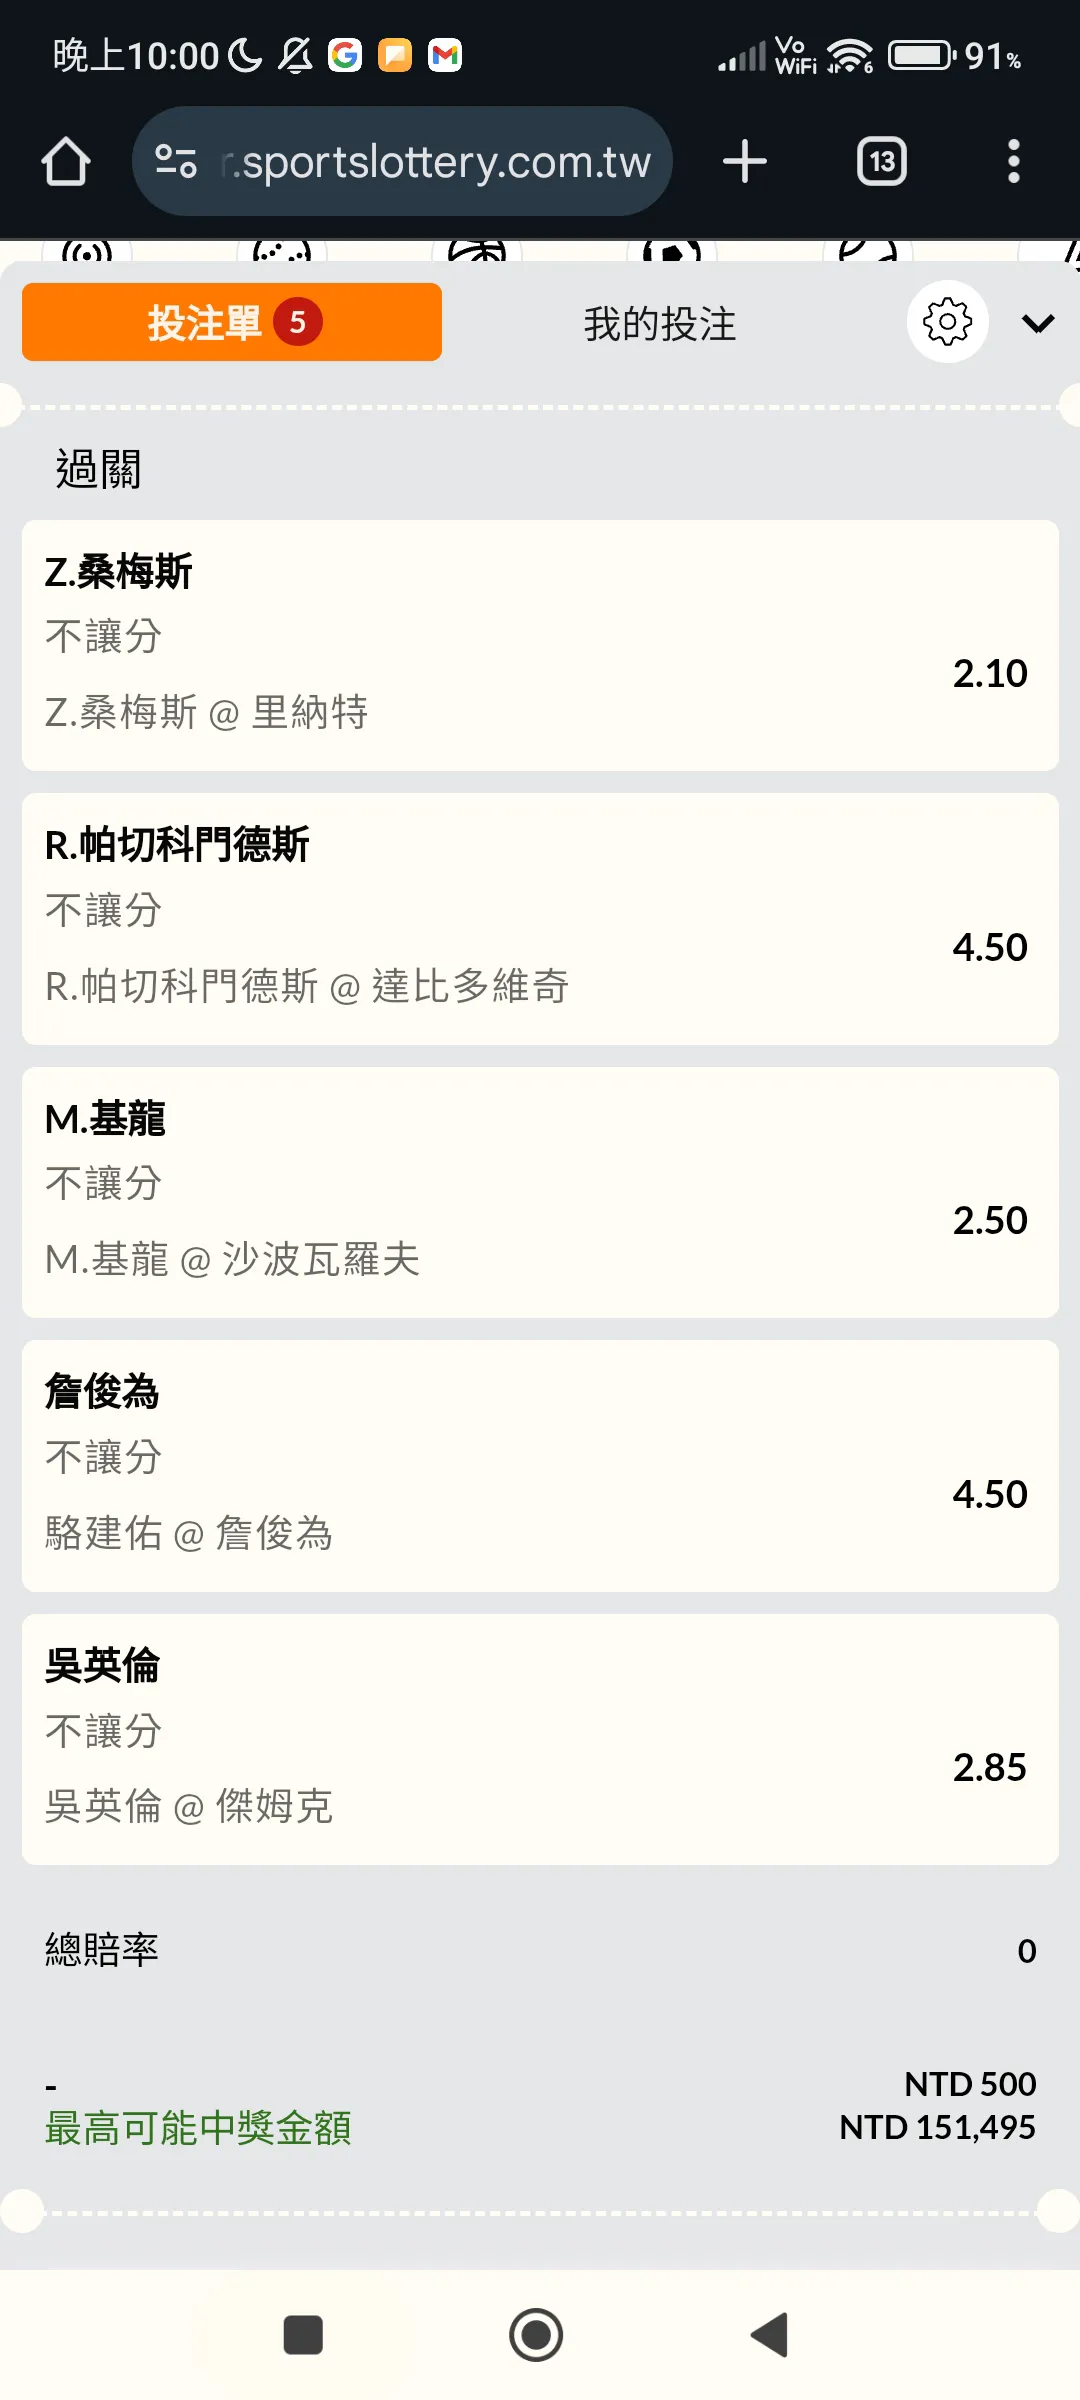 晚上10:00
Vo
WiFi
6
91%
r.sportslottery.com.tw
13
投注單 5
我的投注
過關
Z.桑梅斯
不讓分
2.10
Z.桑梅斯 @ 里納特
R.帕切科門德斯
不讓分
4.50
R.帕切科門德斯 @ 達比多維奇
M.基龍
不讓分
2.50
M.基龍 @ 沙波瓦羅夫
詹俊為
不讓分
4.50
駱建佑 @ 詹俊為
吳英倫
不讓分
2.85
吳英倫 @ 傑姆克
總賠率
0
-
NTD 500
最高可能中獎金額
NTD 151,495